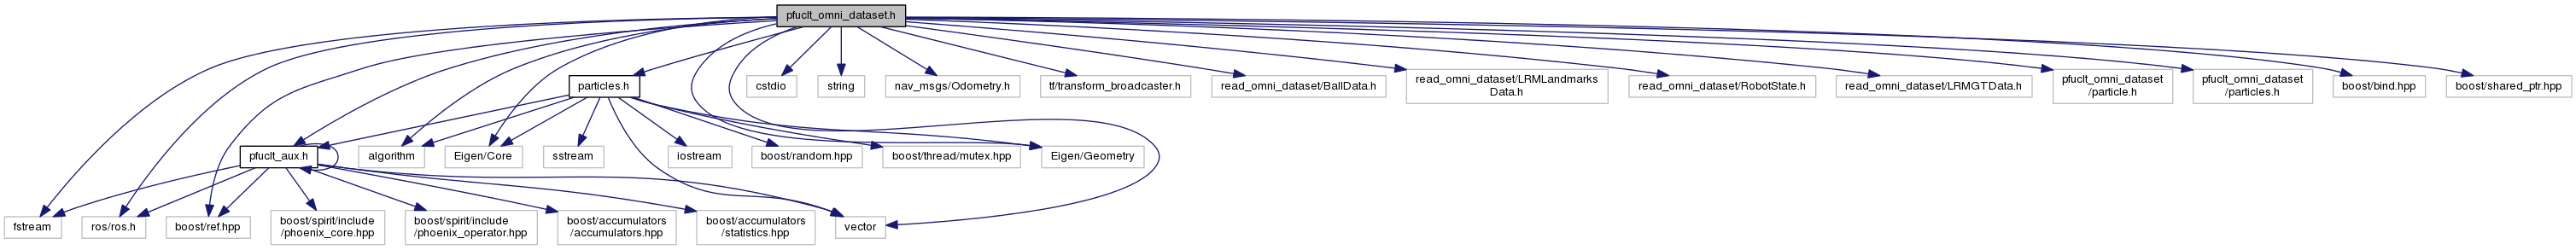 pfuclt_omni_dataset.h
particles.h
cstdio
string
nav_msgs/Odometry.h
tf/transform_broadcaster.h
read_omni_dataset/BallData.h
read_omni_dataset/LRMLandmarks
Data.h
read_omni_dataset/RobotState.h
read_omni_dataset/LRMGTData.h
pfuclt_omni_dataset
/particle.h
pfuclt_omni_dataset
/particles.h
boost/bind.hpp
boost/shared_ptr.hpp
pfuclt_aux.h
algorithm
Eigen/Core
sstream
iostream
boost/random.hpp
boost/thread/mutex.hpp
Eigen/Geometry
fstream
ros/ros.h
boost/ref.hpp
boost/spirit/include
/phoenix_core.hpp
boost/spirit/include
/phoenix_operator.hpp
boost/accumulators
/accumulators.hpp
boost/accumulators
/statistics.hpp
vector